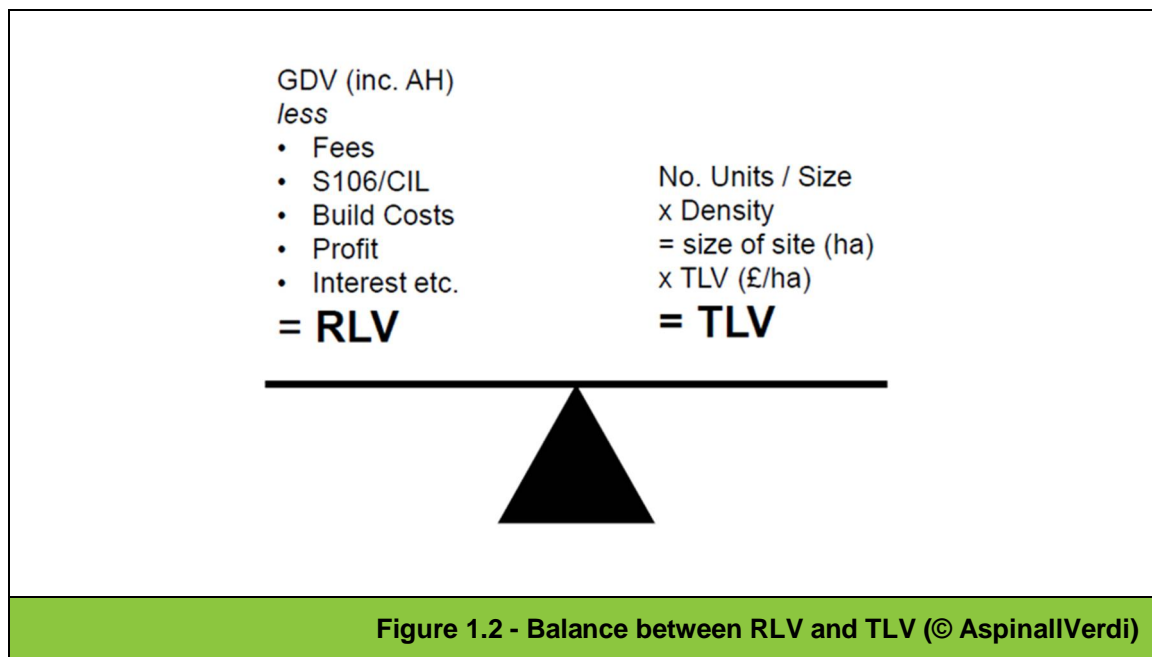 GDV (inc. AH)
less
• Fees
• S106/CIL
• Build Costs
• Profit
• Interest etc.
= RLV
No. Units / Size
x Density
= size of site (ha)
x TLV (£/ha)
= TLV
Figure 1.2 - Balance between RLV and TLV (© AspinallVerdi)